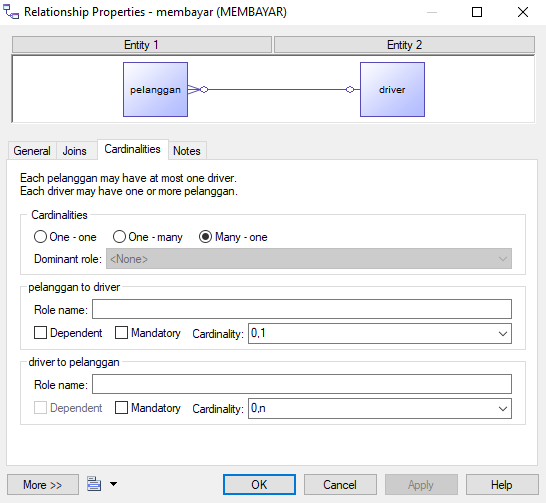 Relationship Properties - membayar (MEMBAYAR)
Entity 1
Entity 2
pelanggan
driver
General
Joins
Cardinalities
Notes
Each pelanggan may have at most one driver.
Each driver may have one or more pelanggan.
Cardinalities
One - one
One - many
Many - one
Dominant role: <None>
pelanggan to driver
Role name:
Dependent
Mandatory
Cardinality: 0,1
driver to pelanggan
Role name:
Dependent
Mandatory
Cardinality: 0,n
More >>
OK
Cancel
Apply
Help